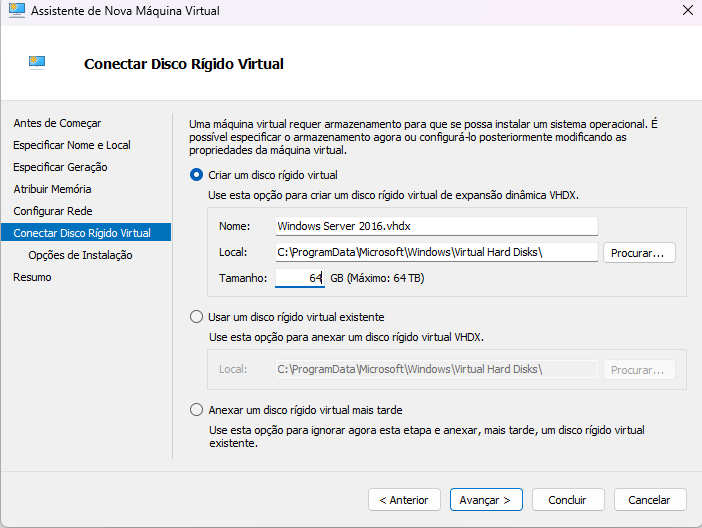 Assistente de Nova Máquina Virtual
Conectar Disco Rígido Virtual
Antes de Começar
Especificar Nome e Local
Especificar Geração
Atribuir Memória
Configurar Rede
Conectar Disco Rígido Virtual
Opções de Instalação
Resumo
Uma máquina virtual requer armazenamento para que se possa instalar um sistema operacional. É
possível especificar o armazenamento agora ou configurá-lo posteriormente modificando as
propriedades da máquina virtual.
Criar um disco rígido virtual
Use esta opção para criar um disco rígido virtual de expansão dinâmica VHDX.
Nome: Windows Server 2016.vhdx
Local: C:\ProgramData\Microsoft\Windows\Virtual Hard Disks\ Procurar...
Tamanho: 64 GB (Máximo: 64 TB)
Usar um disco rígido virtual existente
Use esta opção para anexar um disco rígido virtual VHDX.
Local: C:\ProgramData\Microsoft\Windows\Virtual Hard Disks\ Procurar...
Anexar um disco rígido virtual mais tarde
Use esta opção para ignorar agora esta etapa e anexar, mais tarde, um disco rígido virtual
existente.
< Anterior Avançar > Concluir Cancelar